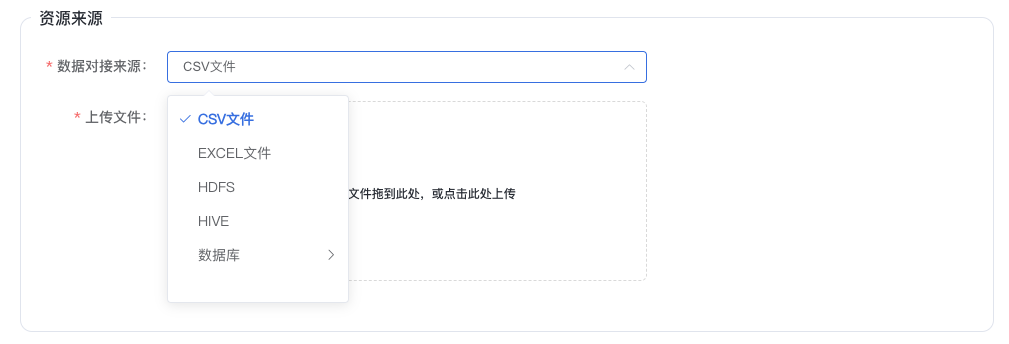 资源来源
* 数据对接来源：
CSV文件
* 上传文件：
CSV文件
EXCEL文件
HDFS
HIVE
数据库
文件拖到此处，或点击此处上传